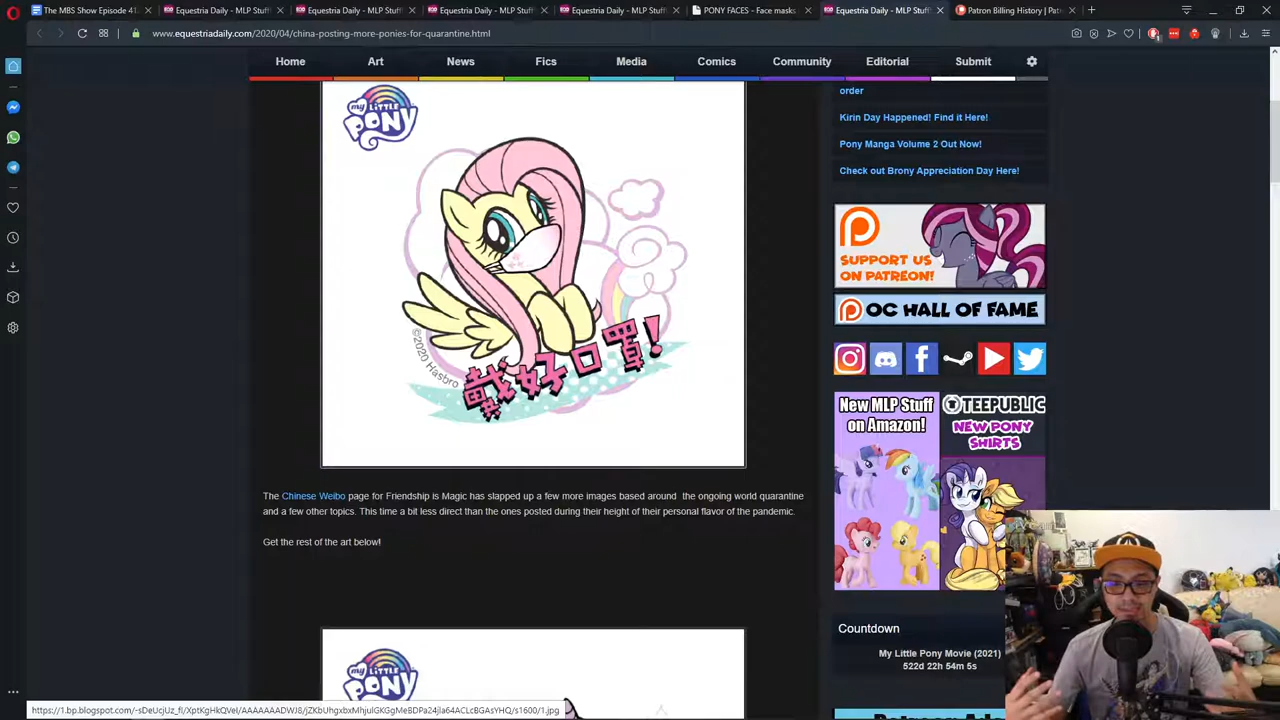 The MBS Show Episode 41
Equestria Daily - MLP Stuff
Equestria Daily - MLP Stuff
Equestria Daily - MLP Stuff
Equestria Daily - MLP Stuff
PONY FACES – Face masks
Equestria Daily - MLP Stuff
Patron Billing History | Pat
www.equestriadaily.com/2020/04/china-posting-more-ponies-for-quarantine.html
Home
Art
News
Fics
Media
Comics
Community
Editorial
Submit
order
Kirin Day Happened! Find it Here!
Pony Manga Volume 2 Out Now!
Check out Brony Appreciation Day Here!
MY LITTLE
PONY
©2020 Hasbro
戴好口罩!
SUPPORT US
ON PATREON!
OC HALL OF FAME
New MLP Stuff
on Amazon!
TEEPUBLIC
NEW PONY
SHIRTS
The Chinese Weibo page for Friendship is Magic has slapped up a few more images based around the ongoing world quarantine
and a few other topics. This time a bit less direct than the ones posted during their height of their personal flavor of the pandemic.
Get the rest of the art below!
MY LITTLE
PONY
Countdown
My Little Pony Movie (2021)
522d 22h 54m 5s